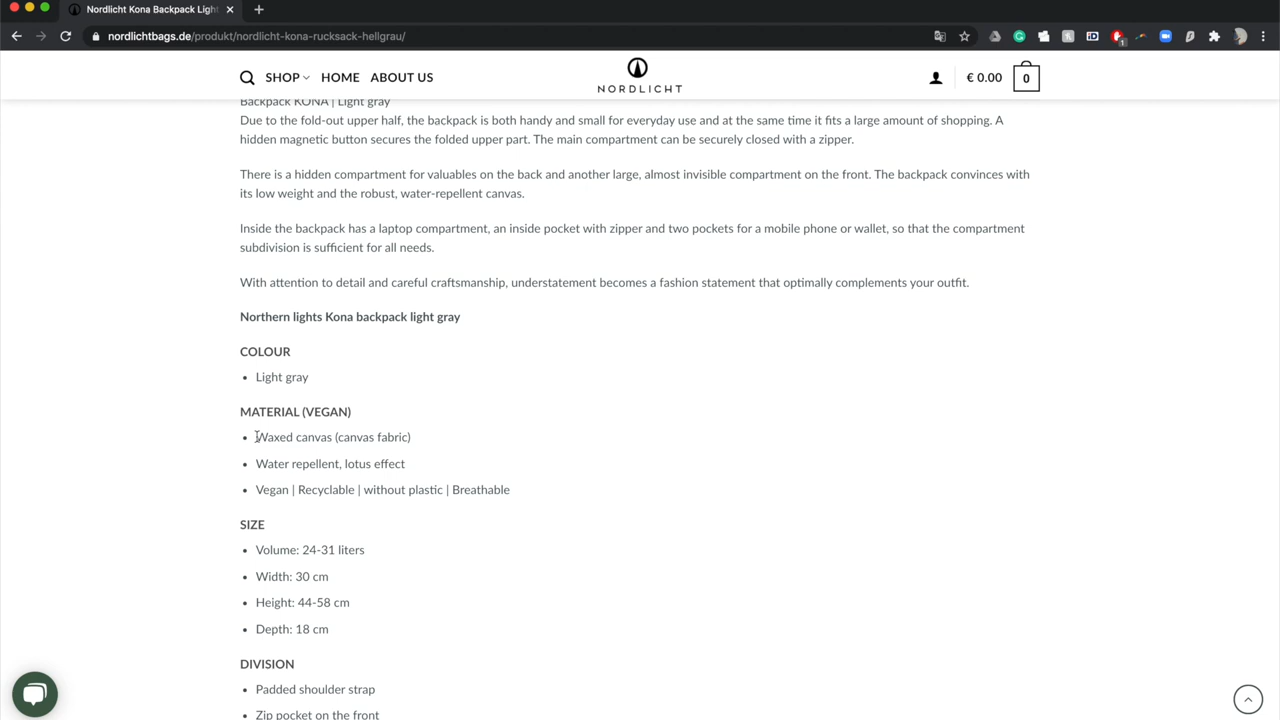 Nordlicht Kona Backpack Light
nordlichtbags.de/produkt/nordlicht-kona-rucksack-hellgrau/
SHOP HOME ABOUT US
NORDLICHT
€ 0.00 0
Backpack KONA | Light gray
Due to the fold-out upper half, the backpack is both handy and small for everyday use and at the same time it fits a large amount of shopping. A
hidden magnetic button secures the folded upper part. The main compartment can be securely closed with a zipper.
There is a hidden compartment for valuables on the back and another large, almost invisible compartment on the front. The backpack convinces with
its low weight and the robust, water-repellent canvas.
Inside the backpack has a laptop compartment, an inside pocket with zipper and two pockets for a mobile phone or wallet, so that the compartment
subdivision is sufficient for all needs.
With attention to detail and careful craftsmanship, understatement becomes a fashion statement that optimally complements your outfit.
Northern lights Kona backpack light gray
COLOUR
• Light gray
MATERIAL (VEGAN)
• Waxed canvas (canvas fabric)
• Water repellent, lotus effect
• Vegan | Recyclable | without plastic | Breathable
SIZE
• Volume: 24-31 liters
• Width: 30 cm
• Height: 44-58 cm
• Depth: 18 cm
DIVISION
• Padded shoulder strap
• Zip pocket on the front